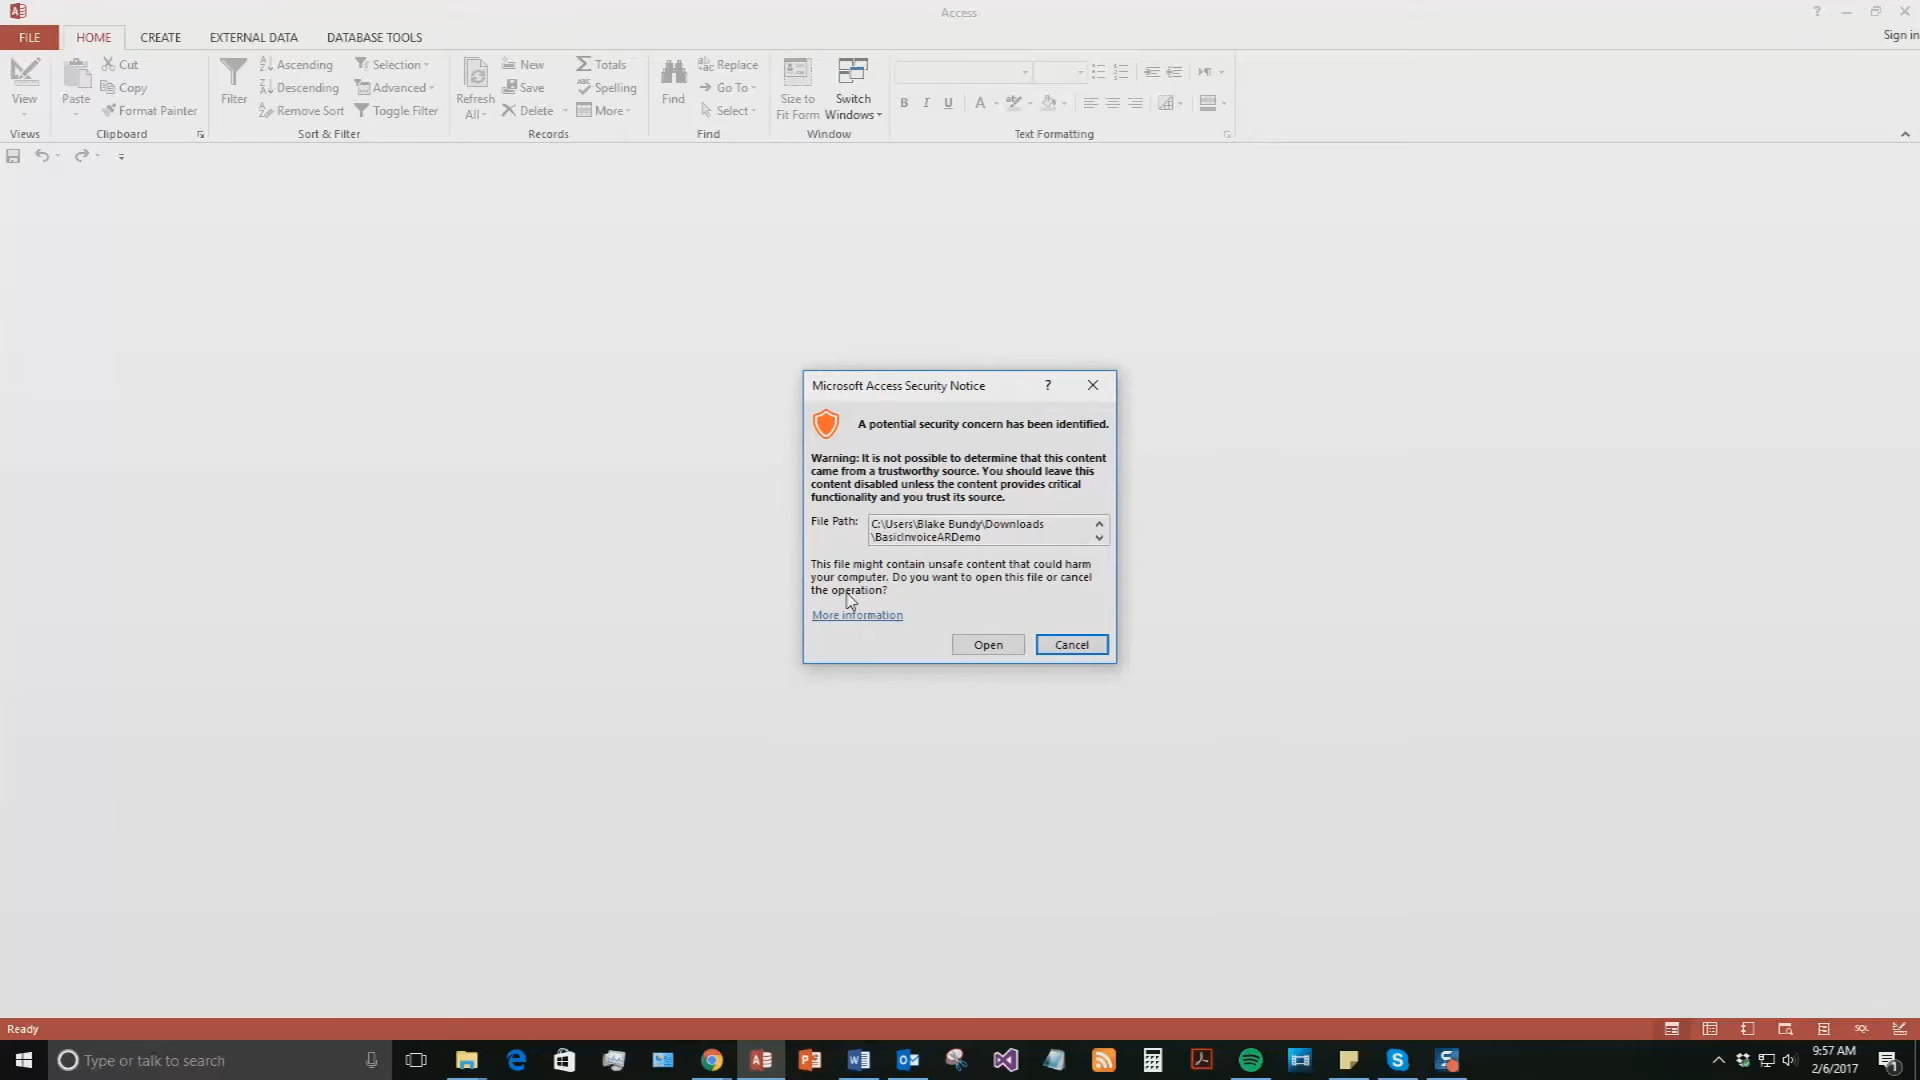 Access
Sign in
FILE
HOME
CREATE
EXTERNAL DATA
DATABASE TOOLS
View
Views
Paste
Cut
Copy
Format Painter
Clipboard
Filter
Ascending
Descending
Remove Sort
Selection
Advanced
Toggle Filter
Sort & Filter
Refresh
All
New
Save
Delete
Totals
Spelling
More
Records
Find
Replace
Go To
Select
Find
Size to
Fit Form
Switch
Windows
Window
B I U A
Text Formatting
Microsoft Access Security Notice
A potential security concern has been identified.
Warning: It is not possible to determine that this content
came from a trustworthy source. You should leave this
content disabled unless the content provides critical
functionality and you trust its source.
File Path:
C:\Users\Blake Bundy\Downloads
\BasicInvoiceARDemo
This file might contain unsafe content that could harm
your computer. Do you want to open this file or cancel
the operation?
More information
Open
Cancel
Ready
SQL
Type or talk to search
9:57 AM
2/6/2017